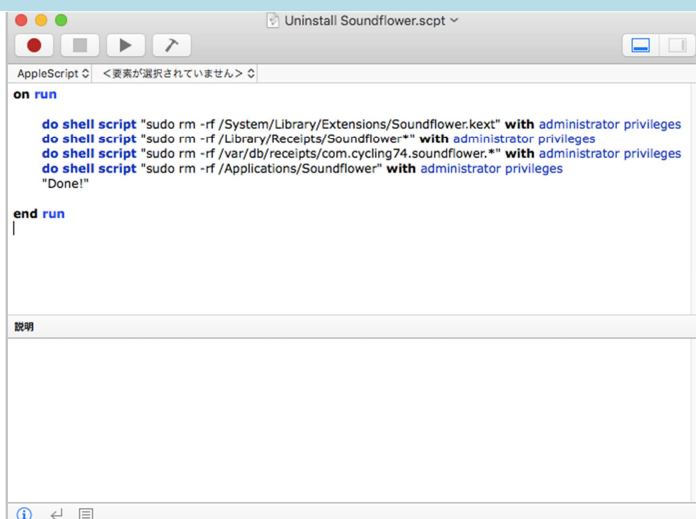 Uninstall Soundflower.scpt
AppleScript <要素が選択されていません>
on run
do shell script "sudo rm -rf /System/Library/Extensions/Soundflower.kext" with administrator privileges
do shell script "sudo rm -rf /Library/Receipts/Soundflower*" with administrator privileges
do shell script "sudo rm -rf /var/db/receipts/com.cycling74.soundflower.*" with administrator privileges
do shell script "sudo rm -rf /Applications/Soundflower" with administrator privileges
"Done!"
end run
説明